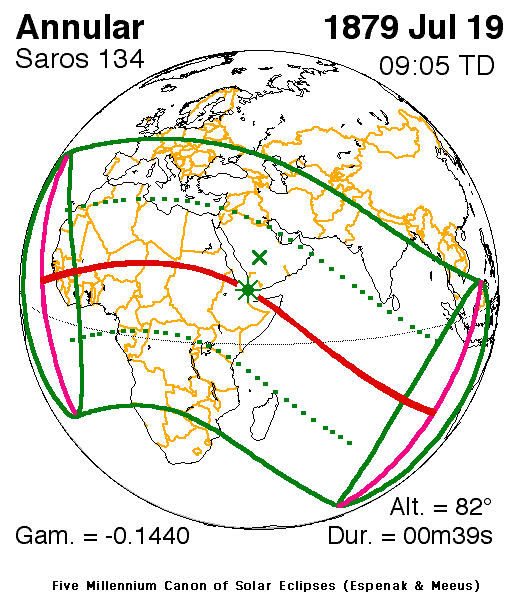 Annular
1879 Jul 19
Saros 134
09:05 TD
Alt. = 82°
Gam. = -0.1440
Dur. = 00m39s
Five Millennium Canon of Solar Eclipses (Espenak & Meeus)